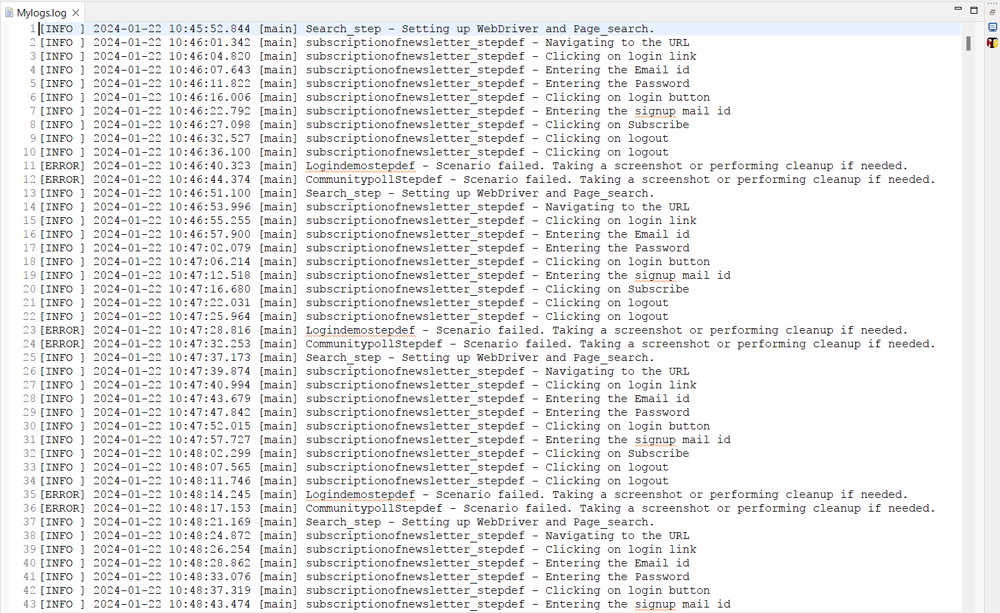 Mylogs.log
1 [INFO ] 2024-01-22 10:45:52.844 [main] Search_step - Setting up WebDriver and Page_search.
2 [INFO ] 2024-01-22 10:46:01.342 [main] subscriptionofnewsletter_stepdef - Navigating to the URL
3 [INFO ] 2024-01-22 10:46:04.820 [main] subscriptionofnewsletter_stepdef - Clicking on login link
4 [INFO ] 2024-01-22 10:46:07.643 [main] subscriptionofnewsletter_stepdef - Entering the Email id
5 [INFO ] 2024-01-22 10:46:11.822 [main] subscriptionofnewsletter_stepdef - Entering the Password
6 [INFO ] 2024-01-22 10:46:16.006 [main] subscriptionofnewsletter_stepdef - Clicking on login button
7 [INFO ] 2024-01-22 10:46:22.792 [main] subscriptionofnewsletter_stepdef - Entering the signup mail id
8 [INFO ] 2024-01-22 10:46:27.098 [main] subscriptionofnewsletter_stepdef - Clicking on Subscribe
9 [INFO ] 2024-01-22 10:46:32.527 [main] subscriptionofnewsletter_stepdef - Clicking on logout
10 [INFO ] 2024-01-22 10:46:36.100 [main] subscriptionofnewsletter_stepdef - Clicking on logout
11 [ERROR] 2024-01-22 10:46:40.323 [main] Logindemostepdef - Scenario failed. Taking a screenshot or performing cleanup if needed.
12 [ERROR] 2024-01-22 10:46:44.374 [main] CommunitypollStepdef - Scenario failed. Taking a screenshot or performing cleanup if needed.
13 [INFO ] 2024-01-22 10:46:51.100 [main] Search_step - Setting up WebDriver and Page_search.
14 [INFO ] 2024-01-22 10:46:53.996 [main] subscriptionofnewsletter_stepdef - Navigating to the URL
15 [INFO ] 2024-01-22 10:46:55.255 [main] subscriptionofnewsletter_stepdef - Clicking on login link
16 [INFO ] 2024-01-22 10:46:57.900 [main] subscriptionofnewsletter_stepdef - Entering the Email id
17 [INFO ] 2024-01-22 10:47:02.079 [main] subscriptionofnewsletter_stepdef - Entering the Password
18 [INFO ] 2024-01-22 10:47:06.214 [main] subscriptionofnewsletter_stepdef - Clicking on login button
19 [INFO ] 2024-01-22 10:47:12.518 [main] subscriptionofnewsletter_stepdef - Entering the signup mail id
20 [INFO ] 2024-01-22 10:47:16.680 [main] subscriptionofnewsletter_stepdef - Clicking on Subscribe
21 [INFO ] 2024-01-22 10:47:22.031 [main] subscriptionofnewsletter_stepdef - Clicking on logout
22 [INFO ] 2024-01-22 10:47:25.964 [main] subscriptionofnewsletter_stepdef - Clicking on logout
23 [ERROR] 2024-01-22 10:47:28.816 [main] Logindemostepdef - Scenario failed. Taking a screenshot or performing cleanup if needed.
24 [ERROR] 2024-01-22 10:47:32.253 [main] CommunitypollStepdef - Scenario failed. Taking a screenshot or performing cleanup if needed.
25 [INFO ] 2024-01-22 10:47:37.173 [main] Search_step - Setting up WebDriver and Page_search.
26 [INFO ] 2024-01-22 10:47:39.874 [main] subscriptionofnewsletter_stepdef - Navigating to the URL
27 [INFO ] 2024-01-22 10:47:40.994 [main] subscriptionofnewsletter_stepdef - Clicking on login link
28 [INFO ] 2024-01-22 10:47:43.679 [main] subscriptionofnewsletter_stepdef - Entering the Email id
29 [INFO ] 2024-01-22 10:47:47.842 [main] subscriptionofnewsletter_stepdef - Entering the Password
30 [INFO ] 2024-01-22 10:47:52.015 [main] subscriptionofnewsletter_stepdef - Clicking on login button
31 [INFO ] 2024-01-22 10:47:57.727 [main] subscriptionofnewsletter_stepdef - Entering the signup mail id
32 [INFO ] 2024-01-22 10:48:02.299 [main] subscriptionofnewsletter_stepdef - Clicking on Subscribe
33 [INFO ] 2024-01-22 10:48:07.565 [main] subscriptionofnewsletter_stepdef - Clicking on logout
34 [INFO ] 2024-01-22 10:48:11.746 [main] subscriptionofnewsletter_stepdef - Clicking on logout
35 [ERROR] 2024-01-22 10:48:14.245 [main] Logindemostepdef - Scenario failed. Taking a screenshot or performing cleanup if needed.
36 [ERROR] 2024-01-22 10:48:17.153 [main] CommunitypollStepdef - Scenario failed. Taking a screenshot or performing cleanup if needed.
37 [INFO ] 2024-01-22 10:48:21.169 [main] Search_step - Setting up WebDriver and Page_search.
38 [INFO ] 2024-01-22 10:48:24.872 [main] subscriptionofnewsletter_stepdef - Navigating to the URL
39 [INFO ] 2024-01-22 10:48:26.254 [main] subscriptionofnewsletter_stepdef - Clicking on login link
40 [INFO ] 2024-01-22 10:48:28.862 [main] subscriptionofnewsletter_stepdef - Entering the Email id
41 [INFO ] 2024-01-22 10:48:33.076 [main] subscriptionofnewsletter_stepdef - Entering the Password
42 [INFO ] 2024-01-22 10:48:37.319 [main] subscriptionofnewsletter_stepdef - Clicking on login button
43 [INFO ] 2024-01-22 10:48:43.474 [main] subscriptionofnewsletter_stepdef - Entering the signup mail id